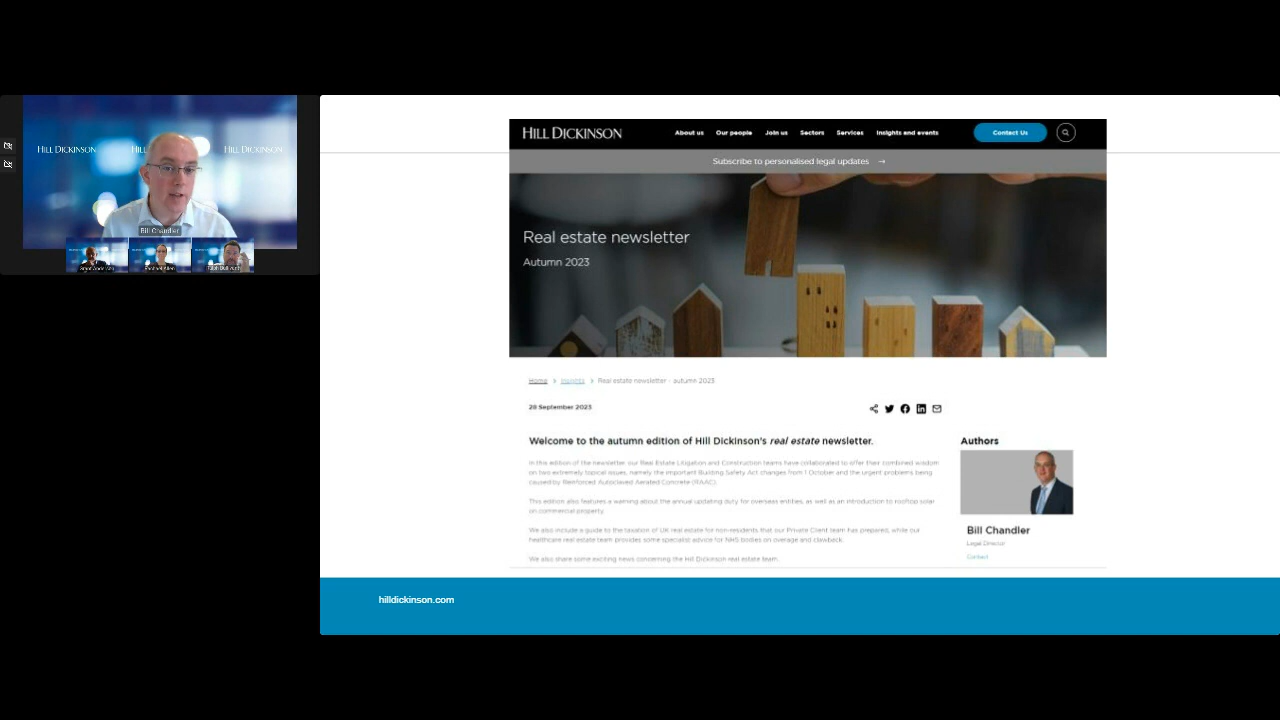 HILL DICKINSON
HILL
HILL DICKINSON
Bill Chandler
Grant Anderson
Rachael Allen
HILL DICKINSON
About us
Our people
Join us
Sectors
Services
Insights and events
Contact Us
Subscribe to personalised legal updates →
Real estate newsletter
Autumn 2023
Home > Insights > Real estate newsletter - autumn 2023
28 September 2023
Welcome to the autumn edition of Hill Dickinson's real estate newsletter.
In this edition of the newsletter our Real Estate Litigation and Construction teams have collaborated to offer their combined wisdom
on two extremely topical issues, namely the important Building Safety Act changes from 1 October and the urgent problems being
caused by Reinforced Autoclaved Aerated Concrete (RAAC).
This edition also features a warning about the annual updating duty for overseas entities, as well as an introduction to rooftop solar
on commercial property.
We also include a guide to the taxation of UK real estate for non-residents that our Private Client team has prepared, while our
healthcare real estate team provides some specialist advice for NHS bodies on overage and clawback.
We also share some exciting news concerning the Hill Dickinson real estate team.
Authors
Bill Chandler
Legal Director
Contact
hilldickinson.com